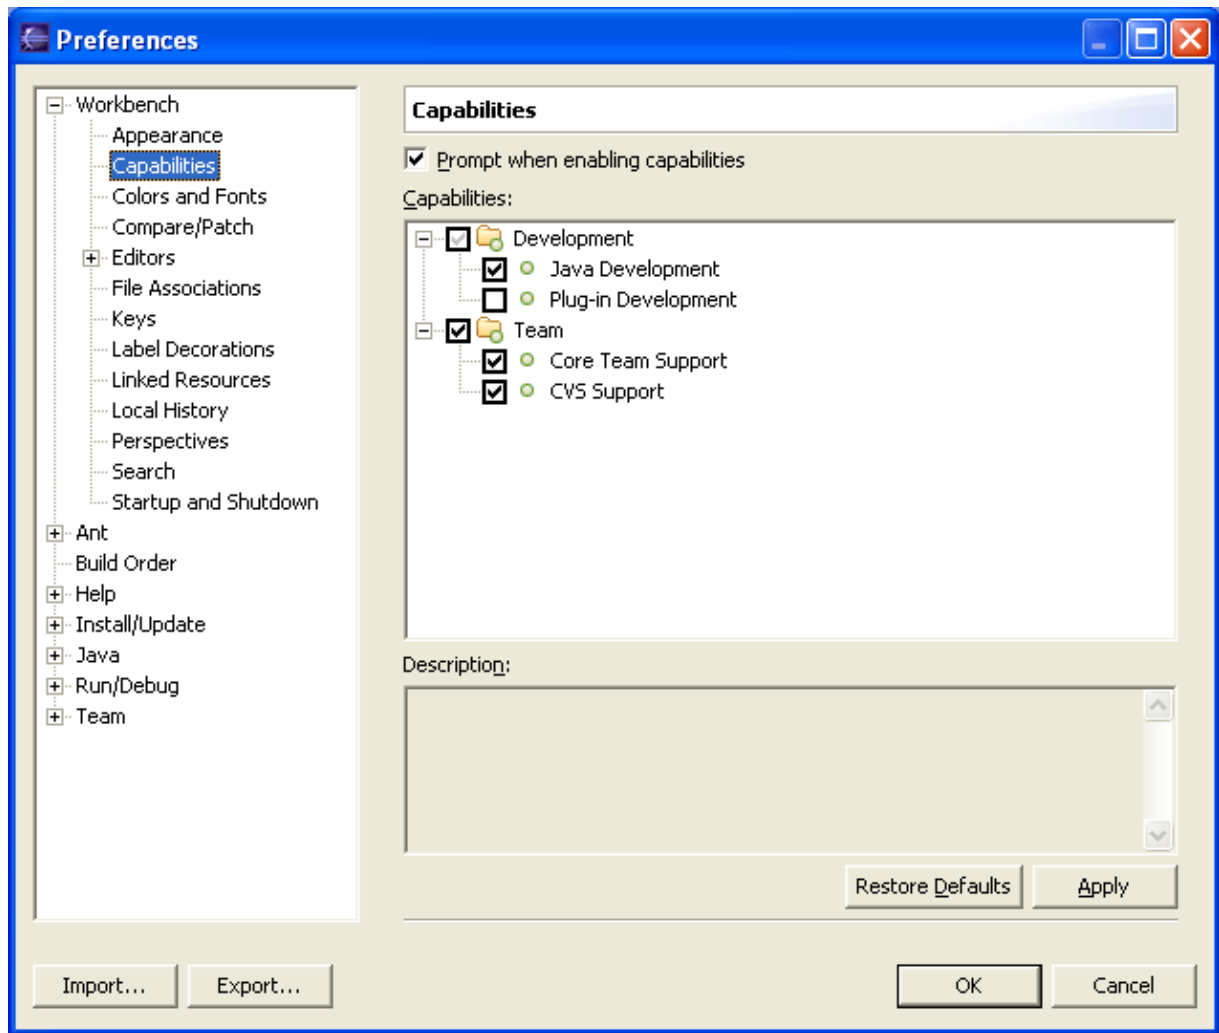 Preferences
Workbench
Appearance
Capabilities
Colors and Fonts
Compare/Patch
Editors
File Associations
Keys
Label Decorations
Linked Resources
Local History
Perspectives
Search
Startup and Shutdown
Ant
Build Order
Help
Install/Update
Java
Run/Debug
Team
Capabilities
Prompt when enabling capabilities
Capabilities:
Development
Java Development
Plug-in Development
Team
Core Team Support
CVS Support
Description:
Restore Defaults
Apply
Import...
Export...
OK
Cancel